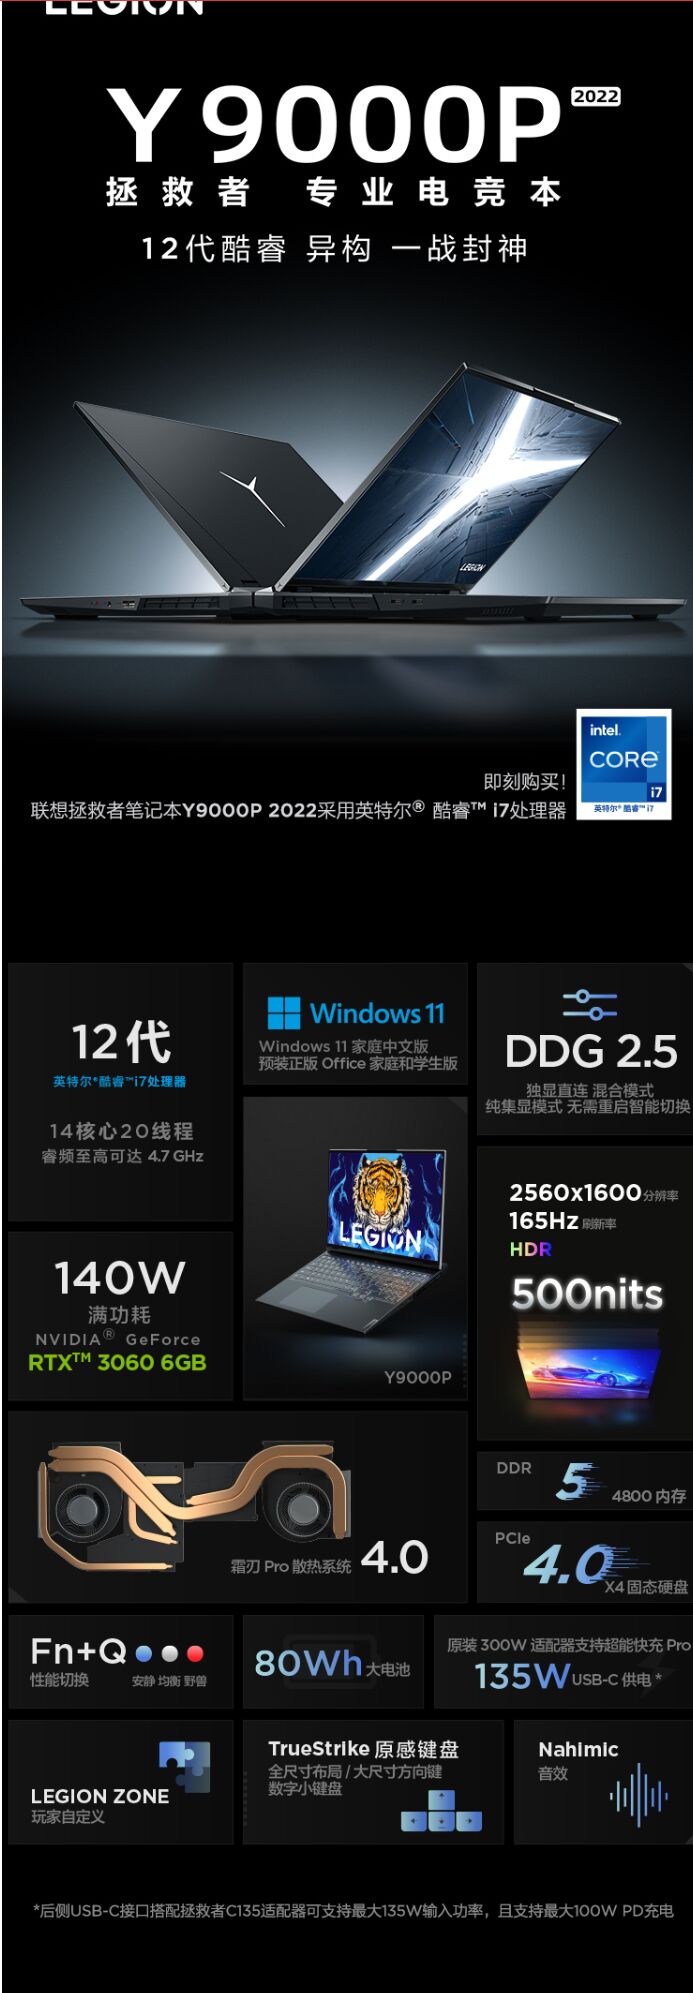 LEGION
Y9000P 2022
拯救者 专业电竞本
12代酷睿 异构 一战封神
LEGION
intel.
CORE
i7
英特尔® 酷睿™ i7
即刻购买!
联想拯救者笔记本Y9000P 2022采用英特尔® 酷睿™ i7处理器
12代
英特尔®酷睿™i7处理器
14核心20线程
睿频至高可达 4.7 GHz
Windows 11
Windows 11 家庭中文版
预装正版 Office 家庭和学生版
DDG 2.5
独显直连 混合模式
纯集显模式 无需重启智能切换
LEGION
Y9000P
2560x1600分辨率
165Hz 刷新率
HDR
500nits
140W
满功耗
NVIDIA® GeForce
RTX™ 3060 6GB
霜刃 Pro 散热系统 4.0
DDR 5 4800 内存
PCIe 4.0 X4 固态硬盘
Fn+Q
性能切换
安静 均衡 野兽
80Wh 大电池
原装 300W 适配器支持超能快充 Pro
135W USB-C 供电 *
LEGION ZONE
玩家自定义
TrueStrike 原感键盘
全尺寸布局 / 大尺寸方向键
数字小键盘
Nahimic
音效
*后侧USB-C接口搭配拯救者C135适配器可支持最大135W输入功率，且支持最大100W PD充电